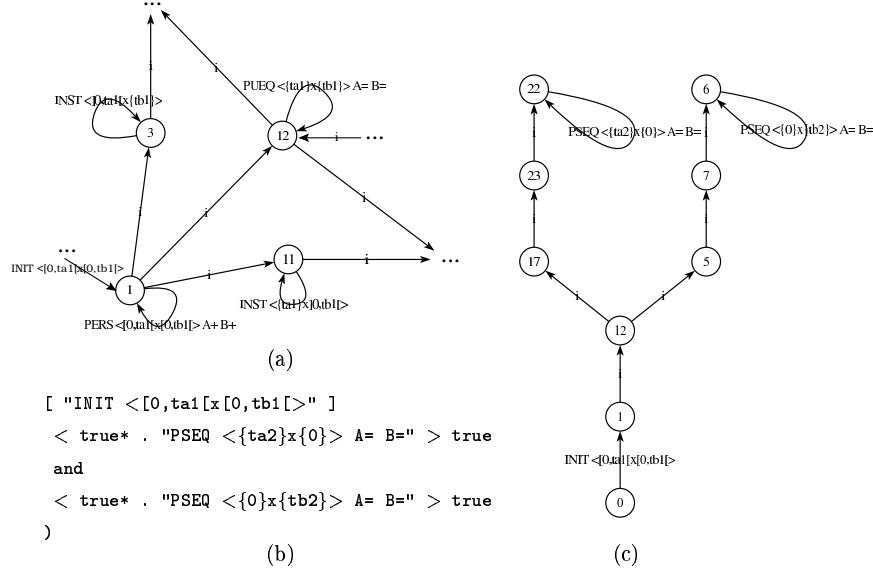 ...
i
i
INST <]0,ta1[x{tb1}>
PUEQ <{ta1}x{tb1}> A= B=
3
12
i
...
i
i
i
...
INIT <[0,ta1[x[0,tb1[>
1
i
11
i
...
INST <{ta1}x]0,tb1[>
PERS <[0,ta1[x[0,tb1[> A+ B+
(a)
[ "INIT <[0,ta1[x[0,tb1[>" ]
< true* . "PSEQ <{ta2}x{0}> A= B=" > true
and
< true* . "PSEQ <{0}x{tb2}> A= B=" > true
)
(b)
22
6
PSEQ <{ta2}x{0}> A= B=
i
PSEQ <{0}x{tb2}> A= B=
i
23
7
i
i
17
5
i
i
12
i
1
INIT <[0,ta1[x[0,tb1[>
0
(c)